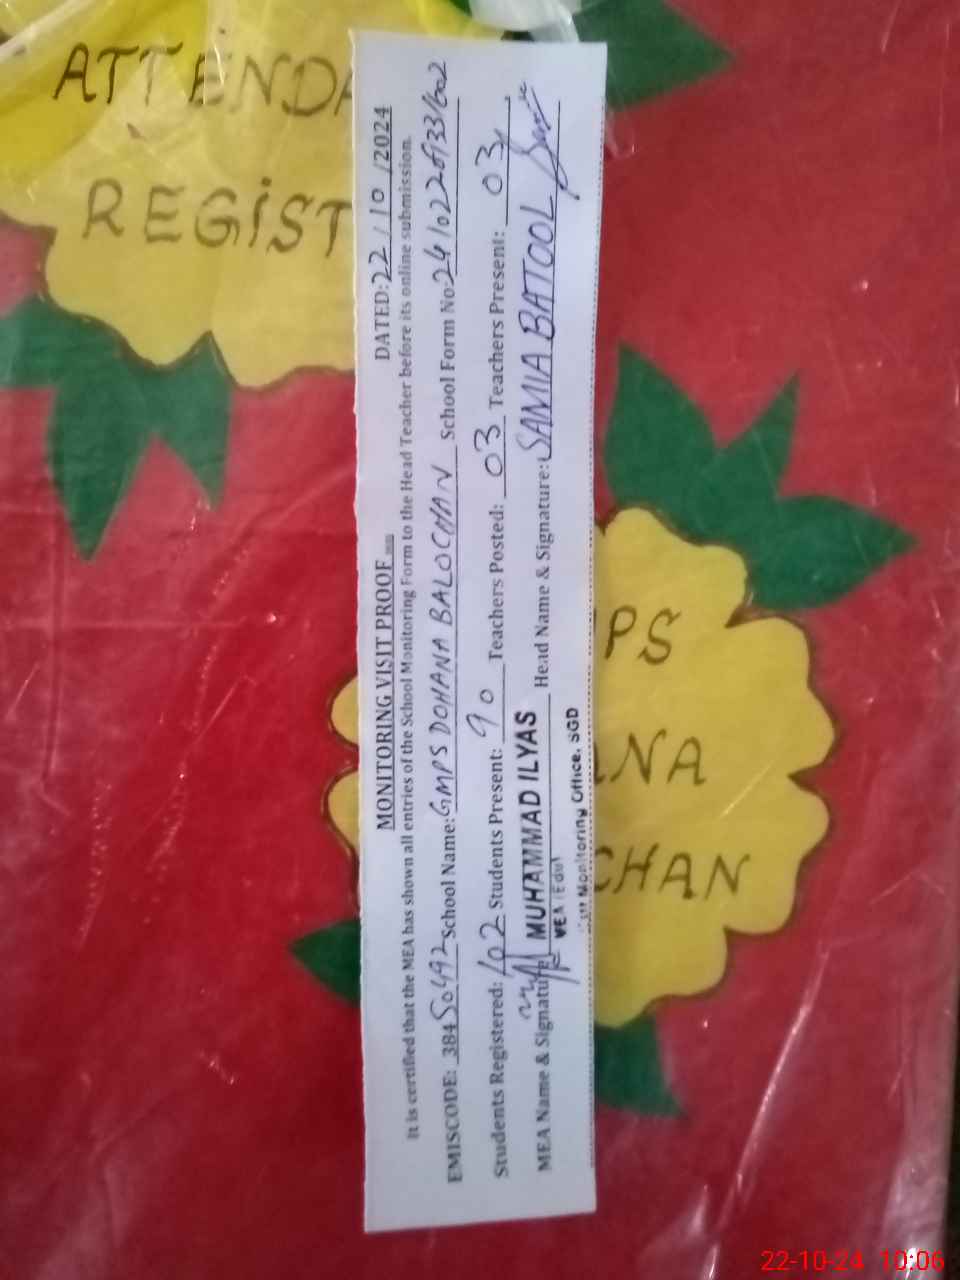 ATTENDA
REGIST
MONITORING VISIT PROOF DATED: 22/10/2024
It is certified that the MEA has shown all entries of the School Monitoring Form to the Head Teacher before its online submission.
EMISCODE: 38450492 School Name: GMPS DOHANA BALOCHAN School Form No:
Students Registered: 102 Students Present: 90 Teachers Posted: 03 Teachers Present: 03
MEA Name & Signature MUHAMMAD ILYAS Head Name & Signature: SAMIA BATOOL
MEA (Edu)
Monitoring Office, SGD
PS
NA
CHAN
22-10-24 10:06